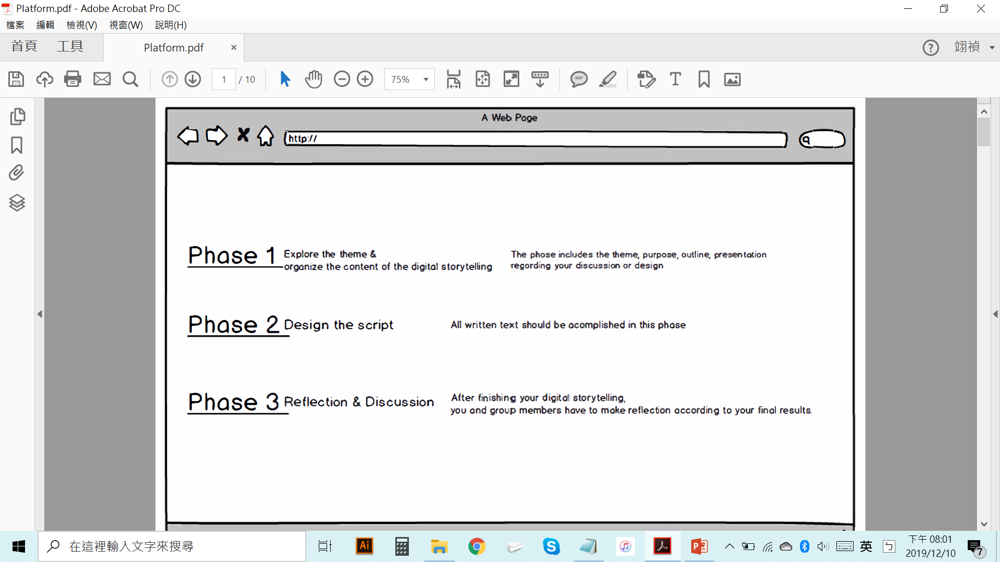 Platform.pdf - Adobe Acrobat Pro DC
檔案 編輯 檢視(V) 視窗(W) 說明(H)
首頁 工具 Platform.pdf × ? 翊禎
1 / 10 75%
A Web Page
http://
Phase 1 Explore the theme &
organize the content of the digital storytelling
The phose includes the theme, purpose, outline, presentation
regording your discussion or design
Phase 2 Design the script All written text should be acomplished in this phase
Phase 3 Reflection & Discussion
After finishing your digital storytelling,
you and group members have to make reflection according to your final results.
在這裡輸入文字來搜尋
Ai
英
ㄅ
下午 08:01
2019/12/10
7